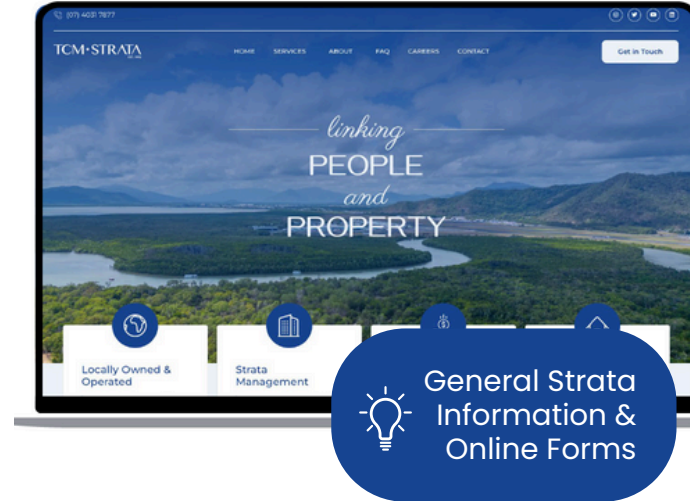 (07) 4031 7877
TCM·STRATA
HOME SERVICES ABOUT FAQ CAREERS CONTACT
Get in Touch
linking
PEOPLE
and
PROPERTY
Locally Owned &
Operated
Strata
Management
General Strata
Information &
Online Forms